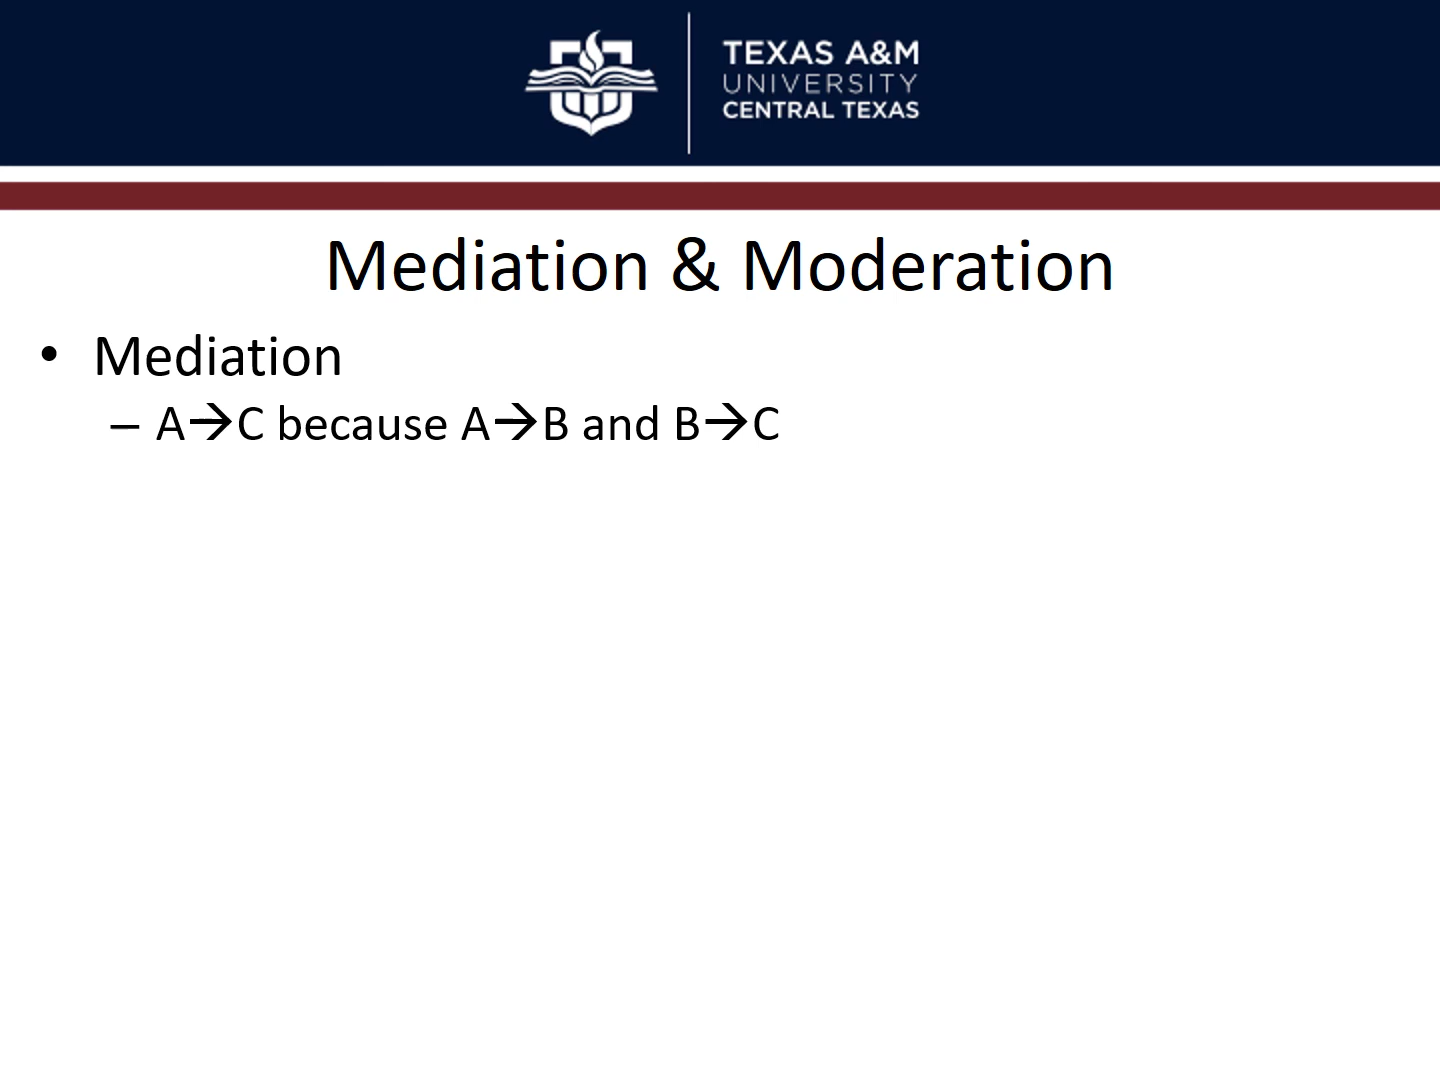 TEXAS A&M
UNIVERSITY
CENTRAL TEXAS
Mediation & Moderation
• Mediation
– A→C because A→B and B→C